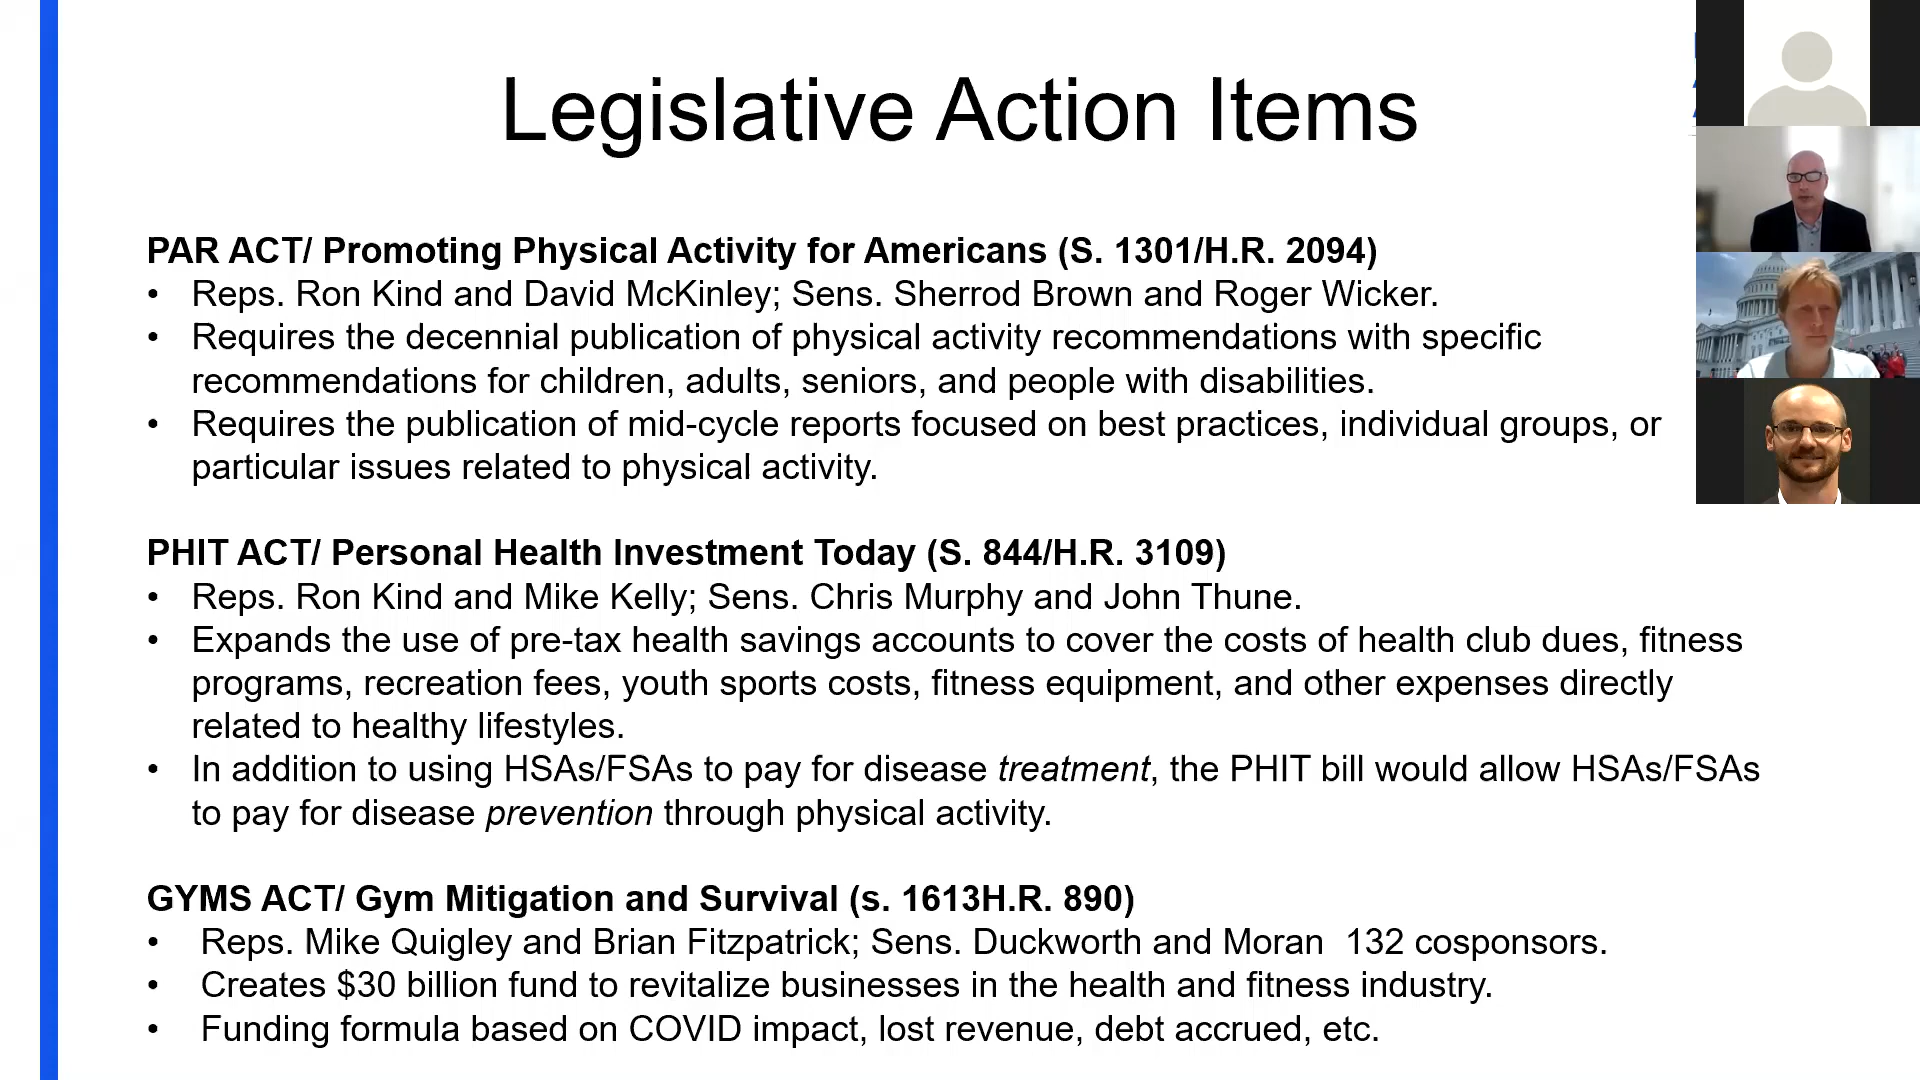 Legislative Action Items
PAR ACT/ Promoting Physical Activity for Americans (S. 1301/H.R. 2094)
• Reps. Ron Kind and David McKinley; Sens. Sherrod Brown and Roger Wicker.
• Requires the decennial publication of physical activity recommendations with specific
recommendations for children, adults, seniors, and people with disabilities.
• Requires the publication of mid-cycle reports focused on best practices, individual groups, or
particular issues related to physical activity.
PHIT ACT/ Personal Health Investment Today (S. 844/H.R. 3109)
• Reps. Ron Kind and Mike Kelly; Sens. Chris Murphy and John Thune.
• Expands the use of pre-tax health savings accounts to cover the costs of health club dues, fitness
programs, recreation fees, youth sports costs, fitness equipment, and other expenses directly
related to healthy lifestyles.
• In addition to using HSAs/FSAs to pay for disease treatment, the PHIT bill would allow HSAs/FSAs
to pay for disease prevention through physical activity.
GYMS ACT/ Gym Mitigation and Survival (s. 1613H.R. 890)
• Reps. Mike Quigley and Brian Fitzpatrick; Sens. Duckworth and Moran  132 cosponsors.
• Creates $30 billion fund to revitalize businesses in the health and fitness industry.
• Funding formula based on COVID impact, lost revenue, debt accrued, etc.